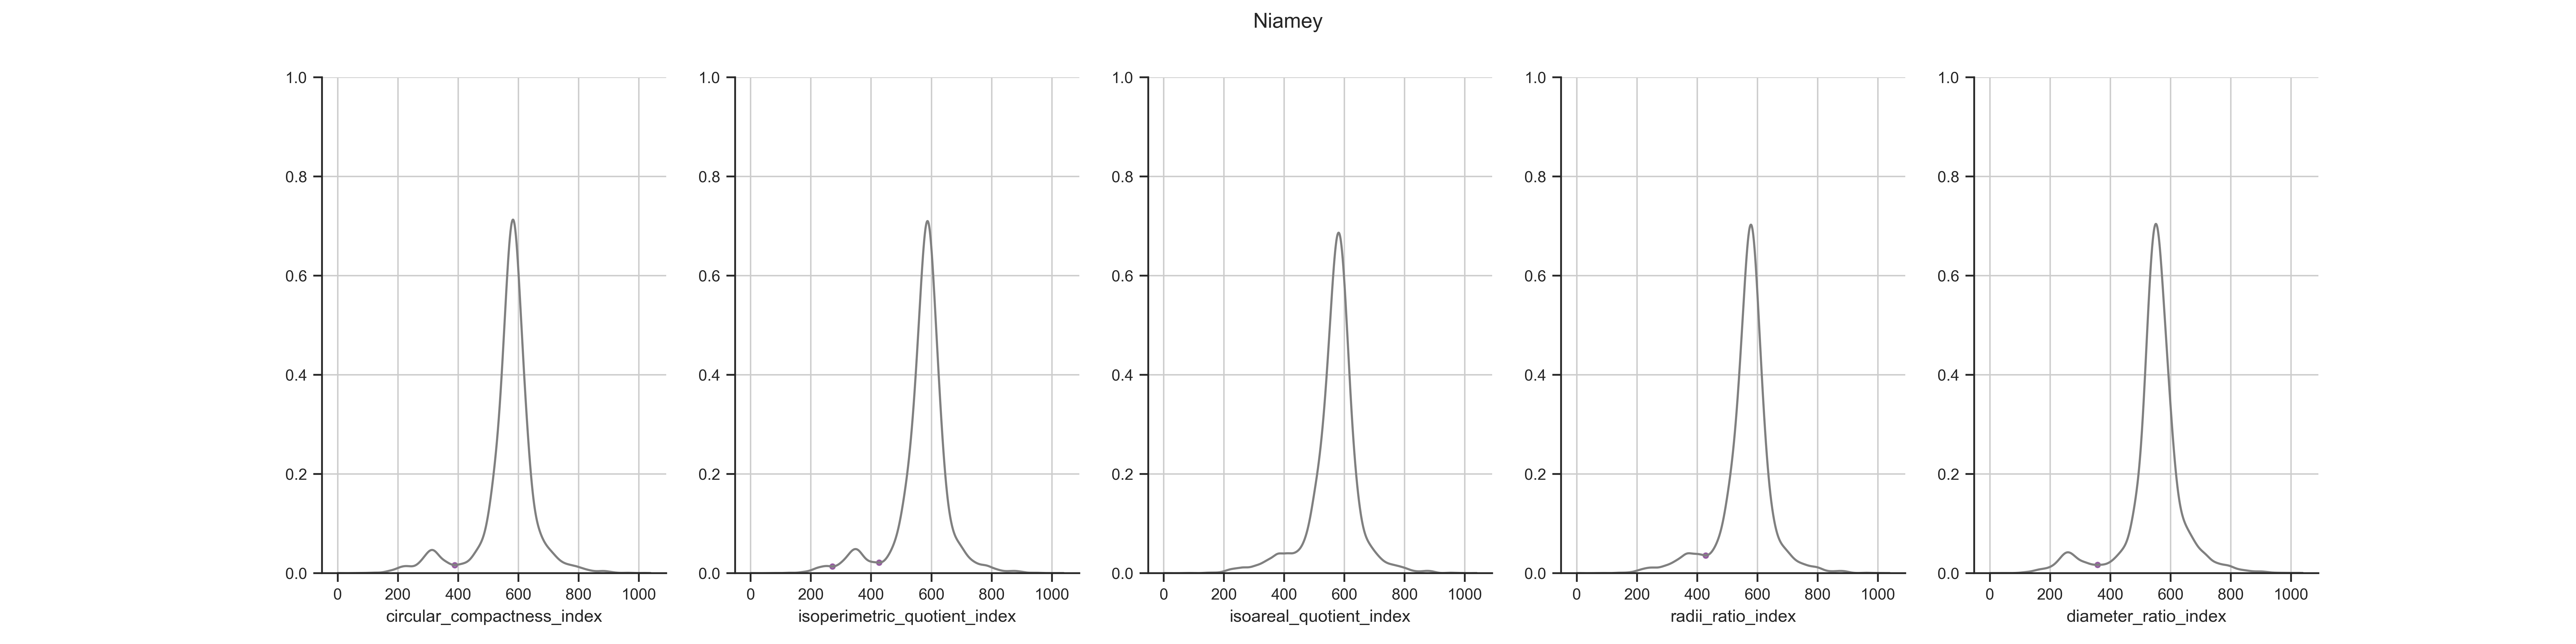 Niamey
1.0 1.0 1.0 1.0 1.0
0.8 0.8 0.8 0.8 0.8
0.6 0.6 0.6 0.6 0.6
0.4 0.4 0.4 0.4 0.4
0.2 0.2 0.2 0.2 0.2
0.0 0.0 0.0 0.0 0.0
0 200 400 600 800 1000 0 200 400 600 800 1000 0 200 400 600 800 1000 0 200 400 600 800 1000 0 200 400 600 800 1000
circular_compactness_index isoperimetric_quotient_index isoareal_quotient_index radii_ratio_index diameter_ratio_index